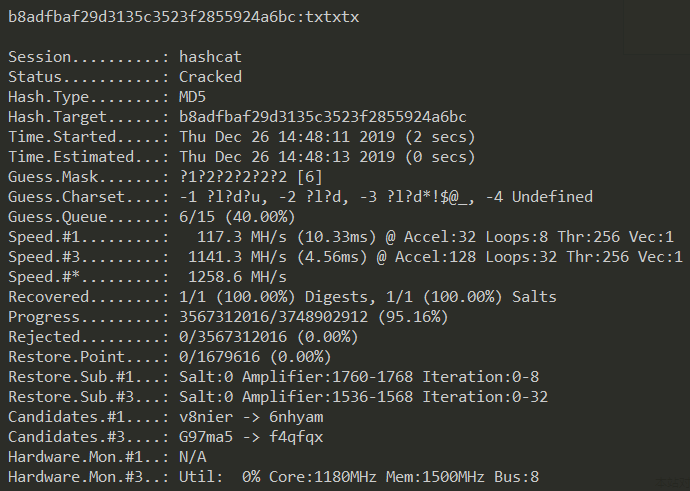 b8adfbaf29d3135c3523f2855924a6bc:txtxtx
Session..........: hashcat
Status...........: Cracked
Hash.Type........: MD5
Hash.Target......: b8adfbaf29d3135c3523f2855924a6bc
Time.Started.....: Thu Dec 26 14:48:11 2019 (2 secs)
Time.Estimated...: Thu Dec 26 14:48:13 2019 (0 secs)
Guess.Mask.......: ?1?2?2?2?2?2 [6]
Guess.Charset....: -1 ?l?d?u, -2 ?l?d, -3 ?l?d*!$@_, -4 Undefined
Guess.Queue......: 6/15 (40.00%)
Speed.#1.........:   117.3 MH/s (10.33ms) @ Accel:32 Loops:8 Thr:256 Vec:1
Speed.#3.........:  1141.3 MH/s (4.56ms) @ Accel:128 Loops:32 Thr:256 Vec:1
Speed.#*.........:  1258.6 MH/s
Recovered........: 1/1 (100.00%) Digests, 1/1 (100.00%) Salts
Progress.........: 3567312016/3748902912 (95.16%)
Rejected.........: 0/3567312016 (0.00%)
Restore.Point....: 0/1679616 (0.00%)
Restore.Sub.#1...: Salt:0 Amplifier:1760-1768 Iteration:0-8
Restore.Sub.#3...: Salt:0 Amplifier:1536-1568 Iteration:0-32
Candidates.#1....: v8nier -> 6nhyam
Candidates.#3....: G97ma5 -> f4qfqx
Hardware.Mon.#1..: N/A
Hardware.Mon.#3..: Util:  0% Core:1180MHz Mem:1500MHz Bus:8